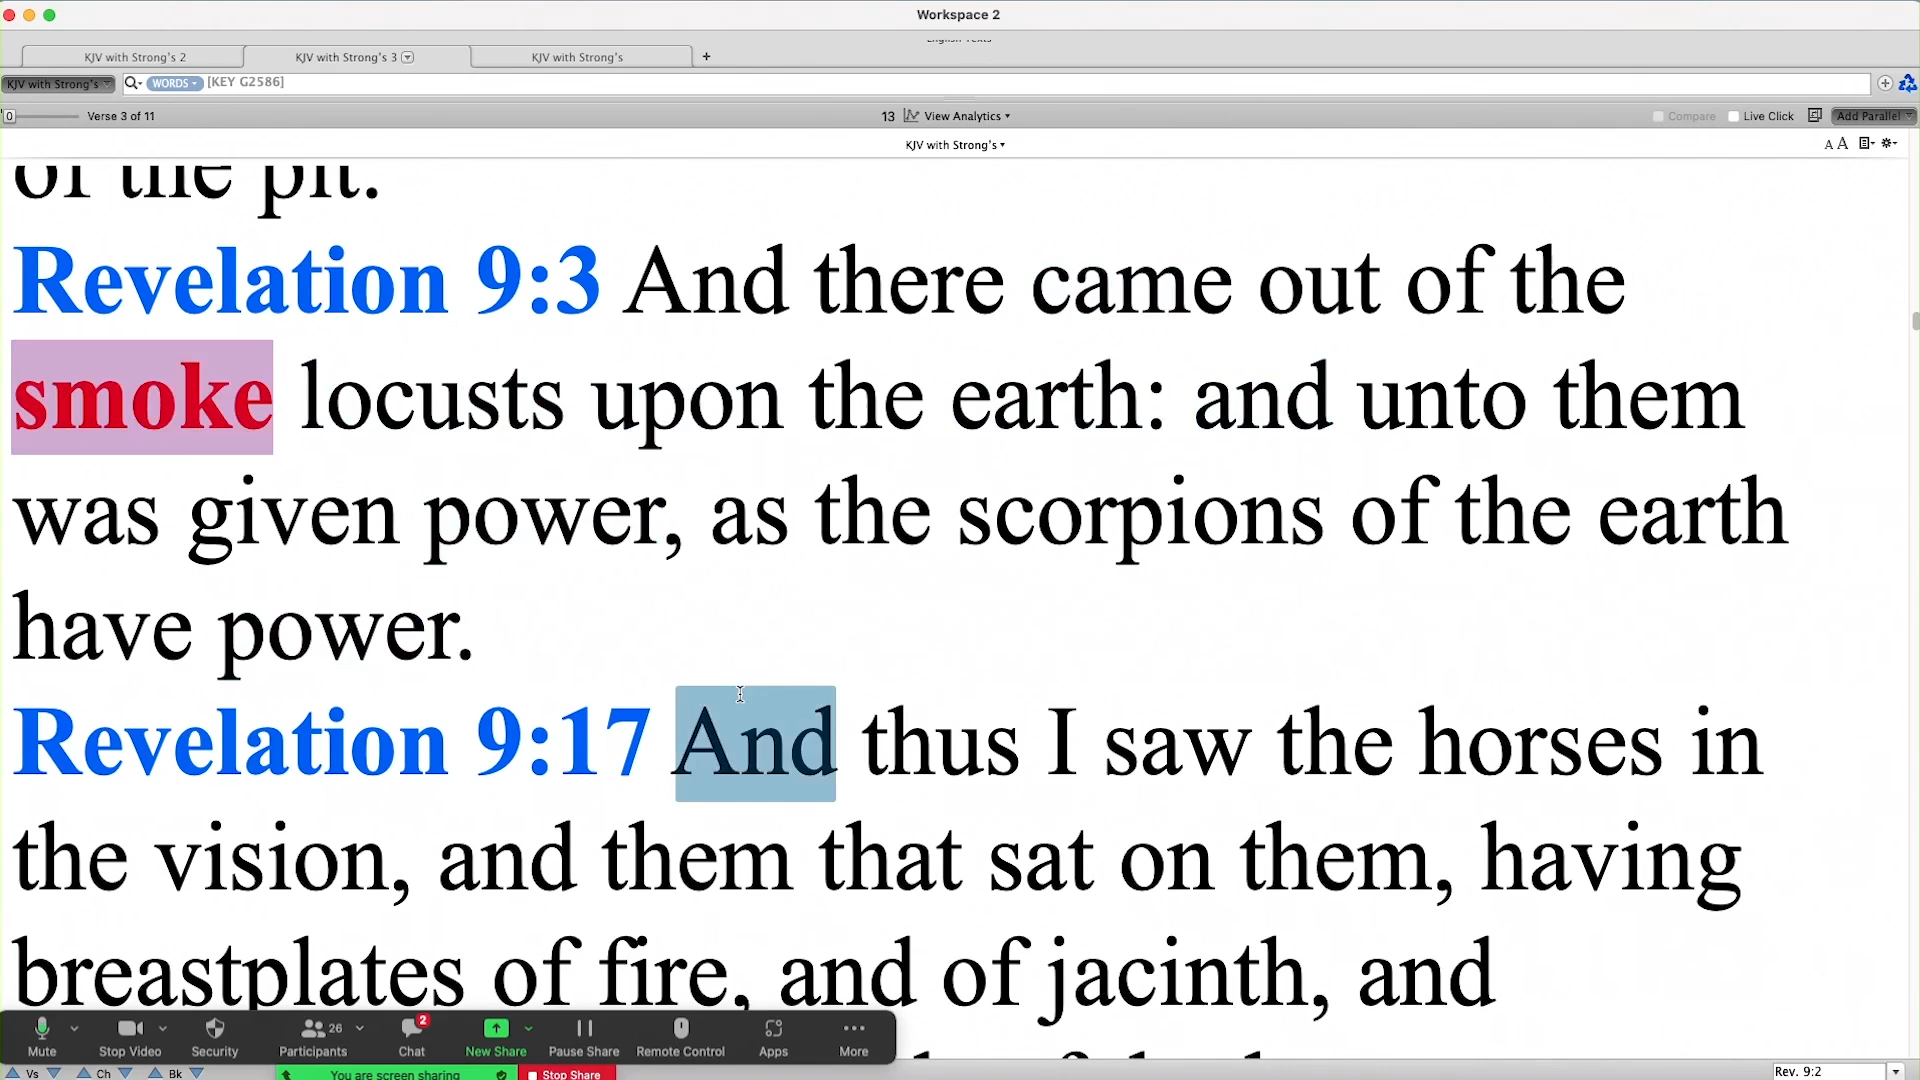 Workspace 2
English Texts
KJV with Strong's 2
KJV with Strong's 3
KJV with Strong's
+
KJV with Strong's
WORDS
[KEY G2586]
0
Verse 3 of 11
13
View Analytics
Compare
Live Click
Add Parallel
KJV with Strong's
A A
of the pit.
Revelation 9:3 And there came out of the
smoke locusts upon the earth: and unto them
was given power, as the scorpions of the earth
have power.
Revelation 9:17 And thus I saw the horses in
the vision, and them that sat on them, having
breastplates of fire, and of jacinth, and
Mute
Stop Video
Security
26
Participants
2
Chat
New Share
Pause Share
Remote Control
Apps
More
Vs
Ch
Bk
You are screen sharing
Stop Share
Rev. 9:2